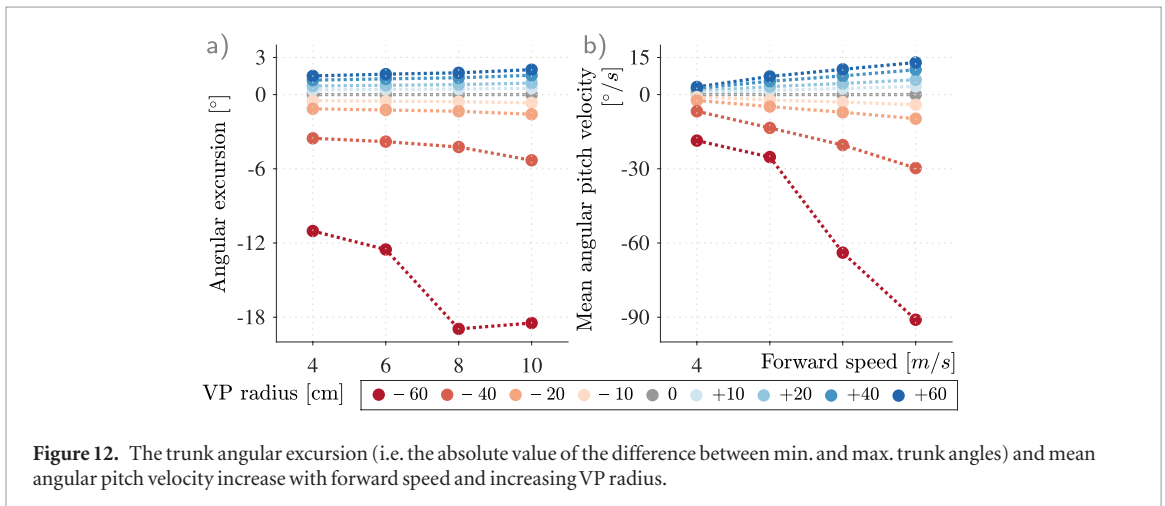 a)
3
0
-6
-12
-18
Angular excursion [°]
4 6 8 10
b)
15
0
-30
-60
-90
Mean angular pitch velocity
[°/s]
4 Forward speed [m/s]
VP radius [cm] – 60 – 40 – 20 – 10 0 +10 +20 +40 +60
Figure 12. The trunk angular excursion (i.e. the absolute value of the difference between min. and max. trunk angles) and mean
angular pitch velocity increase with forward speed and increasing VP radius.